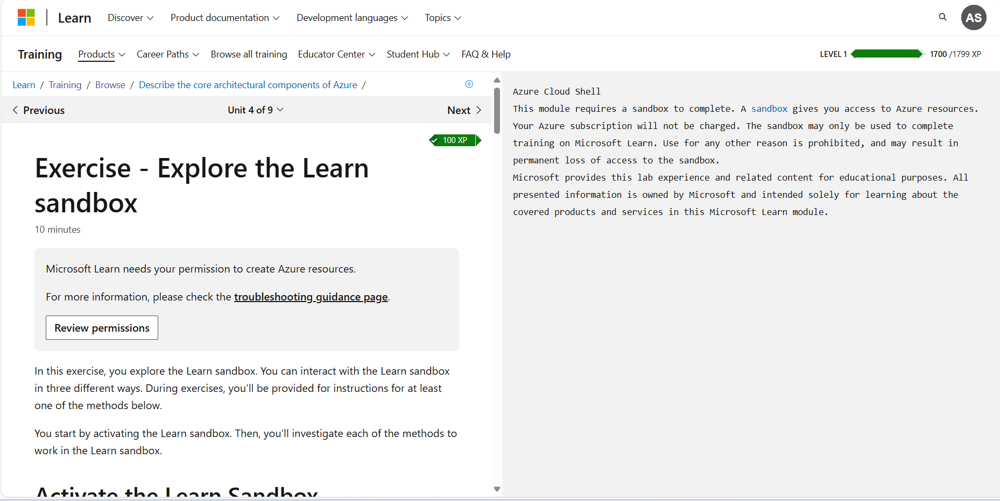 Learn Discover Product documentation Development languages Topics AS
Training Products Career Paths Browse all training Educator Center Student Hub FAQ & Help LEVEL 1 1700 /1799 XP
Learn / Training / Browse / Describe the core architectural components of Azure /
Previous Unit 4 of 9 Next
100 XP
Exercise - Explore the Learn
sandbox
10 minutes
Microsoft Learn needs your permission to create Azure resources.
For more information, please check the troubleshooting guidance page.
Review permissions
In this exercise, you explore the Learn sandbox. You can interact with the Learn sandbox
in three different ways. During exercises, you'll be provided for instructions for at least
one of the methods below.
You start by activating the Learn sandbox. Then, you’ll investigate each of the methods to
work in the Learn sandbox.
Activate the Learn Sandbox
Azure Cloud Shell
This module requires a sandbox to complete. A sandbox gives you access to Azure resources.
Your Azure subscription will not be charged. The sandbox may only be used to complete
training on Microsoft Learn. Use for any other reason is prohibited, and may result in
permanent loss of access to the sandbox.
Microsoft provides this lab experience and related content for educational purposes. All
presented information is owned by Microsoft and intended solely for learning about the
covered products and services in this Microsoft Learn module.